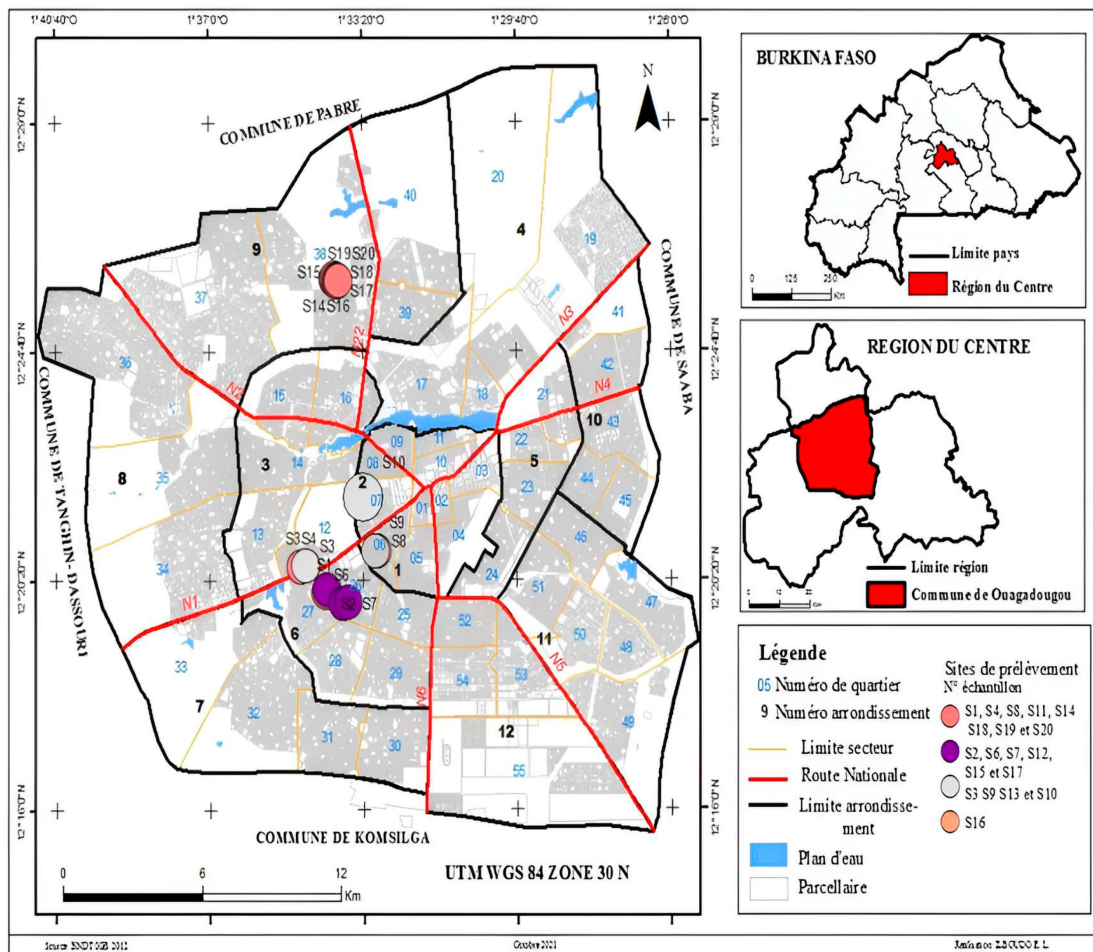 1°40'40"O 1°37'0"O 1°33'20"O 1°29'40"O 1°26'0"O
COMMUNE DE PABRE
N
20
40
4
19
9
38 S19 S20
S15 S18
S17
S14 S16
37
39
N22
N3
41
COMMUNE DE SAABA
36
42
N2
15
16
17
18
21
N4
10
43
COMMUNE DE TANGHIN-DASSOURI
8
35
3
14
09
11
08 S10
10
03
22
5
23
44
45
2
07
01
02
13
12
S9
06 S8
04
46
S3 S4
S3
1
05
34
S6
24
51
N1
27
S2 S7
25
52
47
6
11
50
48
33
28
29
N6
54
53
N5
7
32
31
30
12
49
55
COMMUNE DE KOMSILGA
0 6 12
Km
UTM WGS 84 ZONE 30 N
12°24'0"N
12°20'0"N
12°16'0"N
BURKINA FASO
Límite pays
0 125 250
Km
Région du Centre
REGION DU CENTRE
Límite région
Commune de Ouagadougou
Légende
05 Numéro de quartier
9 Numéro arrondissement
Limite secteur
Route Nationale
Limite arrondisse-
ment
Plan d'eau
Parcellaire
Sites de prélèvement
N° échantillon
S1, S4, S8, S11, S14
S18, S19 et S20
S2, S6, S7, S12,
S15 et S17
S3 S9 S13 et S10
S16
Octobre 2021